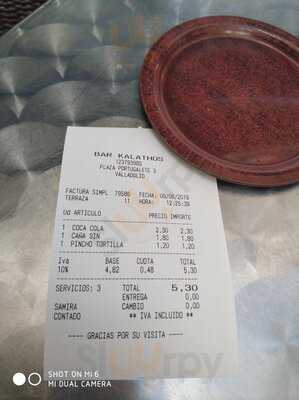 BAR KALATHOS
12379398S
PLAZA PORTUGALETE 3
VALLADOLID
FACTURA SIMPL 79586 FECHA: 09/08/2019
TERRAZA 11 HORA: 12:25:39
Ud ARTICULO PRECIO IMPORTE
1 COCA COLA 2,30 2,30
1 CAÑA SIN 1,80 1,80
1 PINCHO TORTILLA 1,20 1,20
Iva BASE CUOTA TOTAL
10% 4,82 0,48 5,30
SERVICIOS: 3 TOTAL 5,30
ENTREGA 0,00
SAMIRA CAMBIO 0,00
CONTADO ** IVA INCLUIDO **
---- GRACIAS POR SU VISITA ----
SHOT ON MI 6
MI DUAL CAMERA
sluurpy